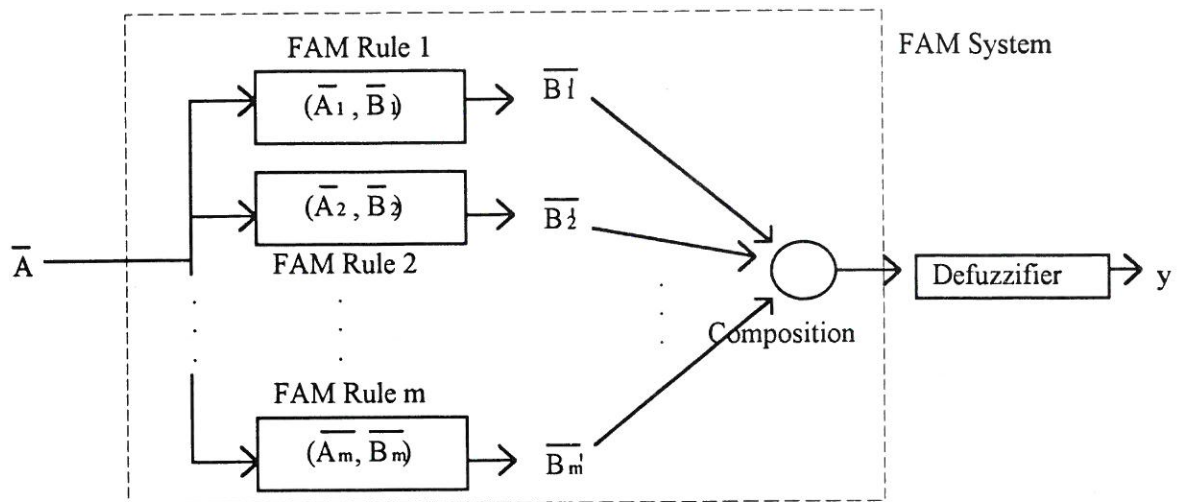 FAM Rule 1
FAM System
(A̅₁, B̅₁)
B̅₁'
(A̅₂, B̅₂)
B̅₂'
A̅
FAM Rule 2
Defuzzifier
y
Composition
FAM Rule m
(A̅ₘ, B̅ₘ)
B̅ₘ'